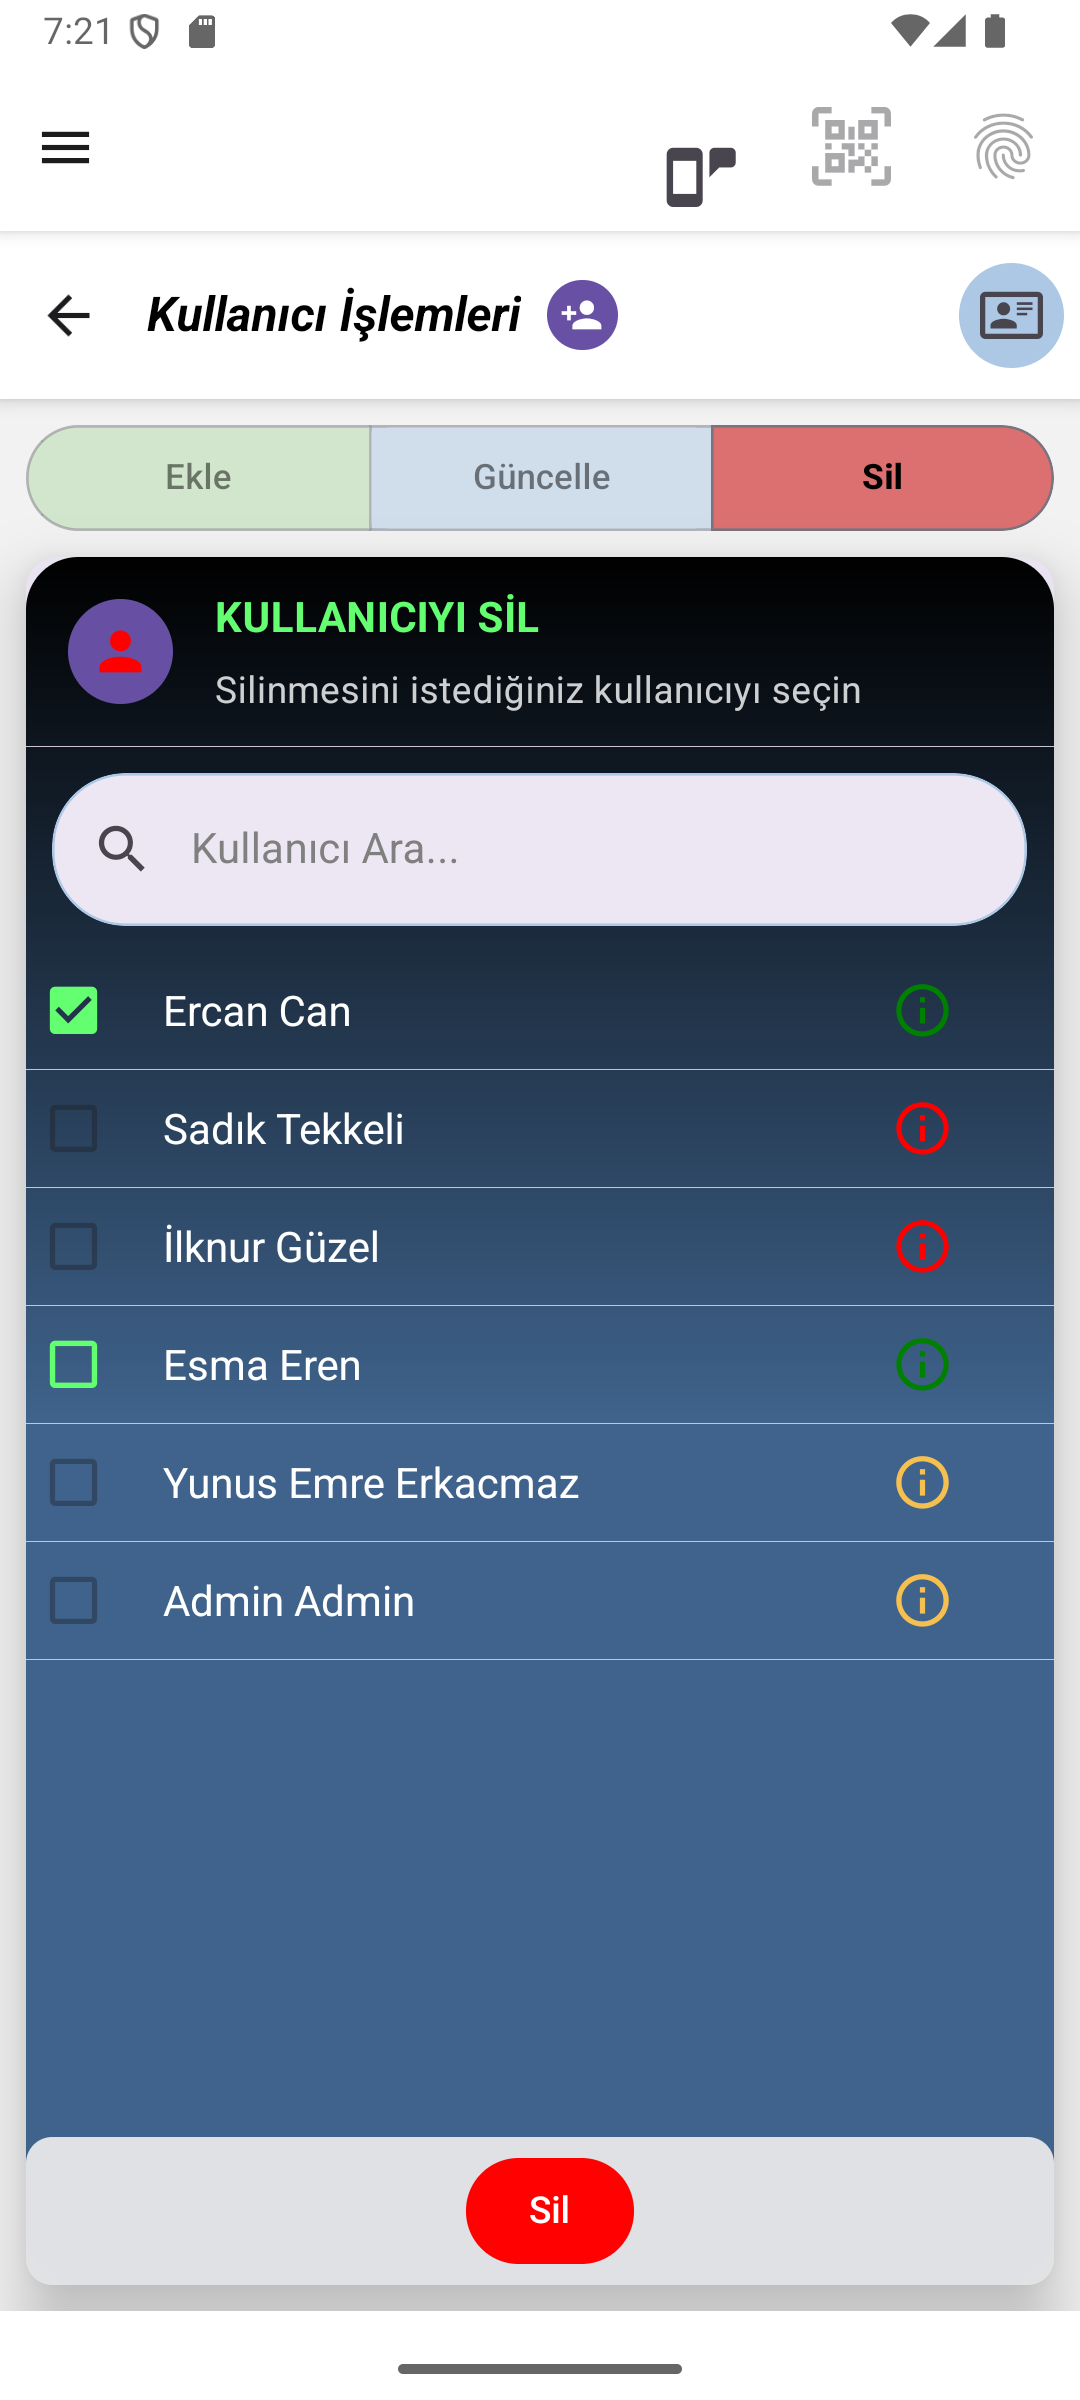 7:21
Kullanıcı İşlemleri
Ekle Güncelle Sil
KULLANICIYI SİL
Silinmesini istediğiniz kullanıcıyı seçin
Kullanıcı Ara...
Ercan Can
Sadık Tekkeli
İlknur Güzel
Esma Eren
Yunus Emre Erkacmaz
Admin Admin
Sil